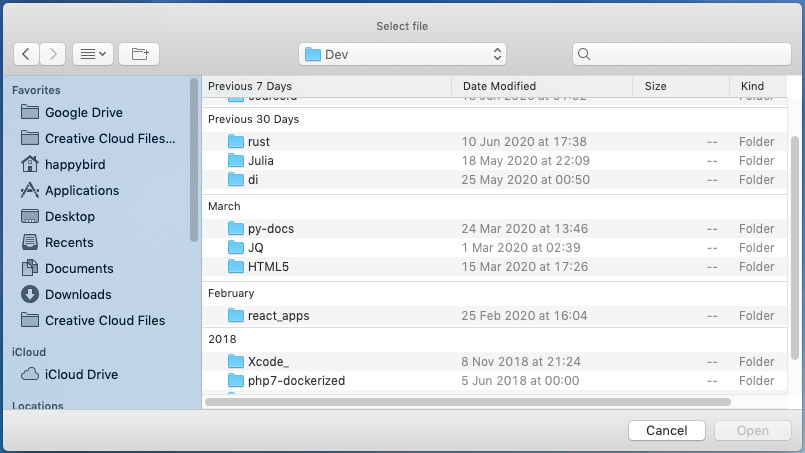 Select file
Dev
Favorites
Google Drive
Creative Cloud Files...
happybird
Applications
Desktop
Recents
Documents
Downloads
Creative Cloud Files
iCloud
iCloud Drive
Locations
Previous 7 Days Date Modified Size Kind
Previous 30 Days
rust 10 Jun 2020 at 17:38 -- Folder
Julia 18 May 2020 at 22:09 -- Folder
di 25 May 2020 at 00:50 -- Folder
March
py-docs 24 Mar 2020 at 13:46 -- Folder
JQ 1 Mar 2020 at 02:39 -- Folder
HTML5 15 Mar 2020 at 17:26 -- Folder
February
react_apps 25 Feb 2020 at 16:04 -- Folder
2018
Xcode_ 8 Nov 2018 at 21:24 -- Folder
php7-dockerized 5 Jun 2018 at 00:00 -- Folder
Cancel Open